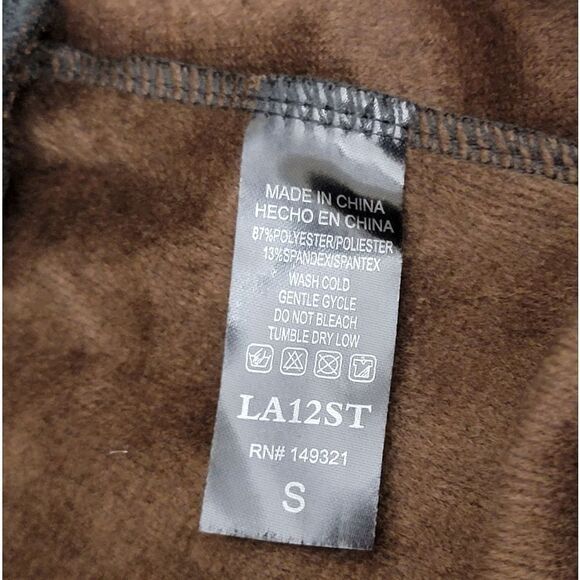 MADE IN CHINA
HECHO EN CHINA
87%POLYESTER/POLIESTER
13%SPANDEX/SPANTEX
WASH COLD
GENTLE GYCLE
DO NOT BLEACH
TUMBLE DRY LOW
LA12ST
RN# 149321
S